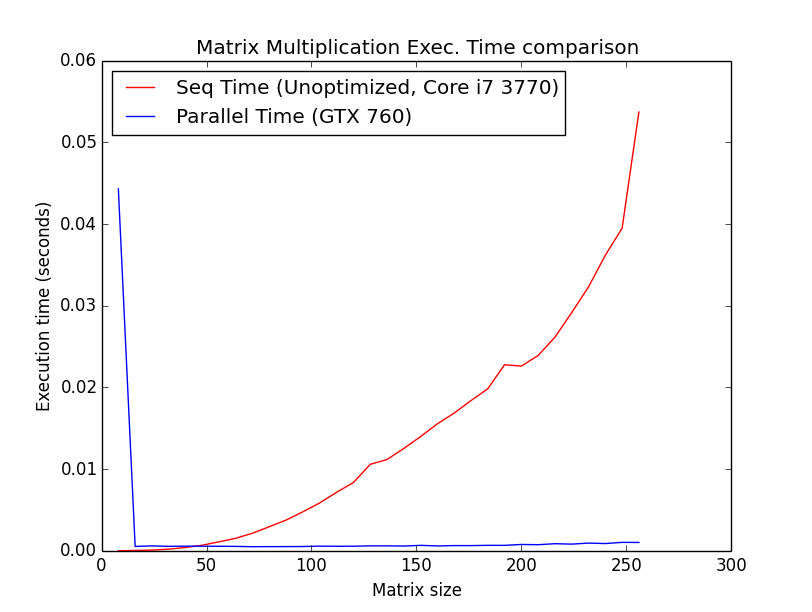 Matrix Multiplication Exec. Time comparison
0.06
Seq Time (Unoptimized, Core i7 3770)
Parallel Time (GTX 760)
0.05
0.04
0.03
0.02
0.01
0.00
Execution time (seconds)
0 50 100 150 200 250 300
Matrix size